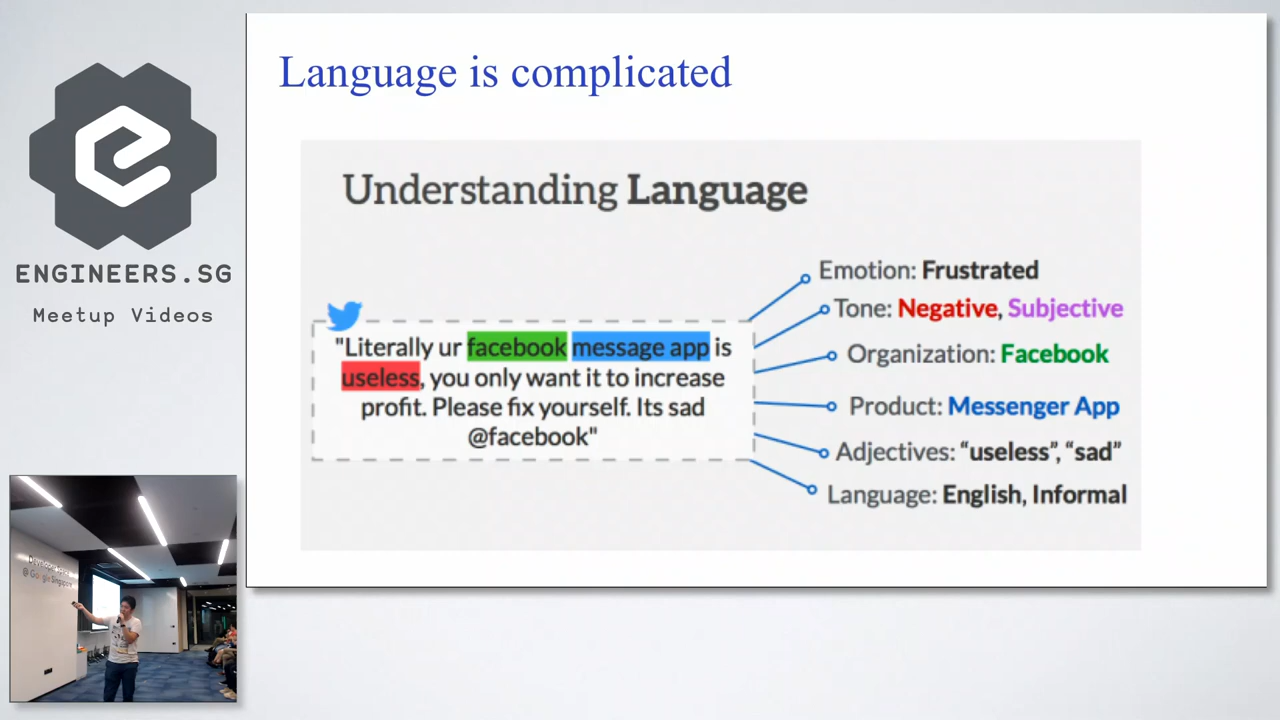 Language is complicated
Understanding Language
ENGINEERS.SG
Meetup Videos
"Literally ur facebook message app is
useless, you only want it to increase
profit. Please fix yourself. Its sad
@facebook"
Emotion: Frustrated
Tone: Negative, Subjective
Organization: Facebook
Product: Messenger App
Adjectives: “useless”, “sad”
Language: English, Informal
@ Google Singapore